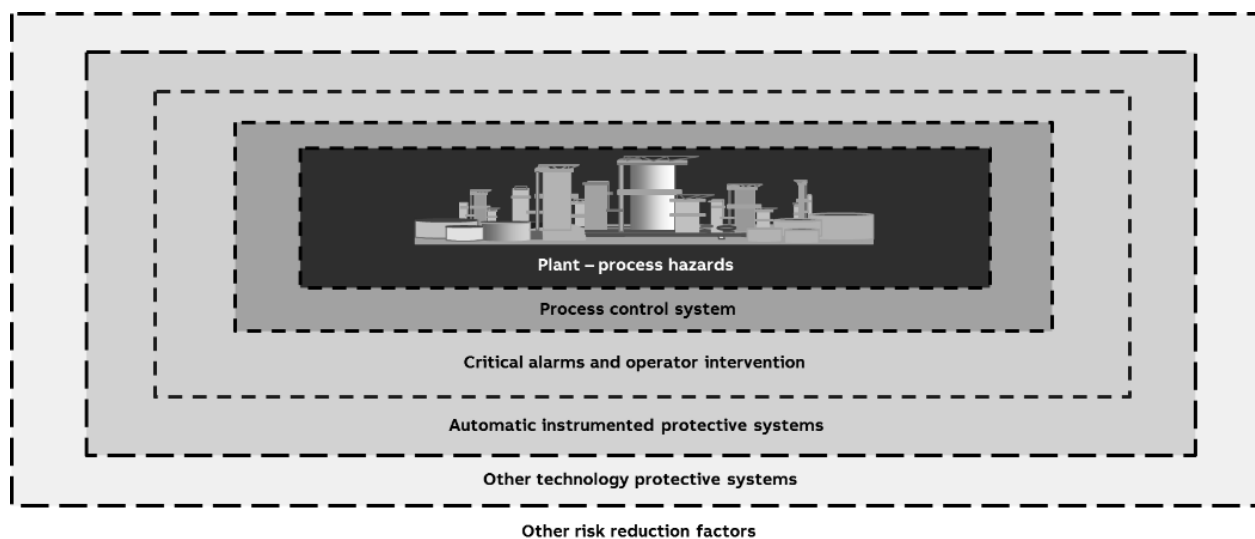 Plant – process hazards
Process control system
Critical alarms and operator intervention
Automatic instrumented protective systems
Other technology protective systems
Other risk reduction factors